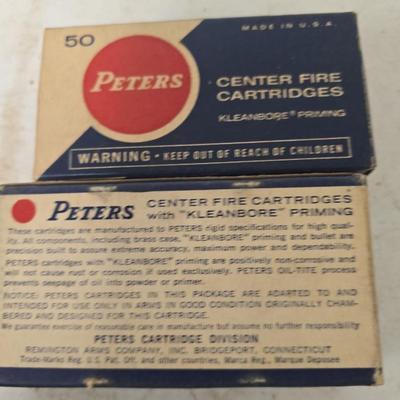 50
MADE IN U.S.A.
PETERS
CENTER FIRE
CARTRIDGES
KLEANBORE® PRIMING
WARNING • KEEP OUT OF REACH OF CHILDREN
PETERS CENTER FIRE CARTRIDGES
with "KLEANBORE" PRIMING
These cartridges are manufactured to PETERS rigid specifications for high qual-
ity. All components, including brass case, "KLEANBORE" priming and bullet are
precision built to assure extreme accuracy, maximum power and dependability.
PETERS cartridges with "KLEANBORE" priming are positively non-corrosive and
will not cause rust or corrosion if used exclusively. PETERS OIL-TITE process
prevents seepage of oil into powder or primer.
NOTICE: PETERS CARTRIDGES IN THIS PACKAGE ARE ADAPTED TO AND
INTENDED FOR USE ONLY IN ARMS IN GOOD CONDITION ORIGINALLY CHAM-
BERED AND DESIGNED FOR THIS CARTRIDGE.
We guarantee exercise of reasonable care in manufacture but assume no further responsibility
PETERS CARTRIDGE DIVISION
REMINGTON ARMS COMPANY, INC. BRIDGEPORT, CONNECTICUT
Trade-Marks Reg. U.S. Pat. Off. and other countries, Marca Reg., Marque Deposee